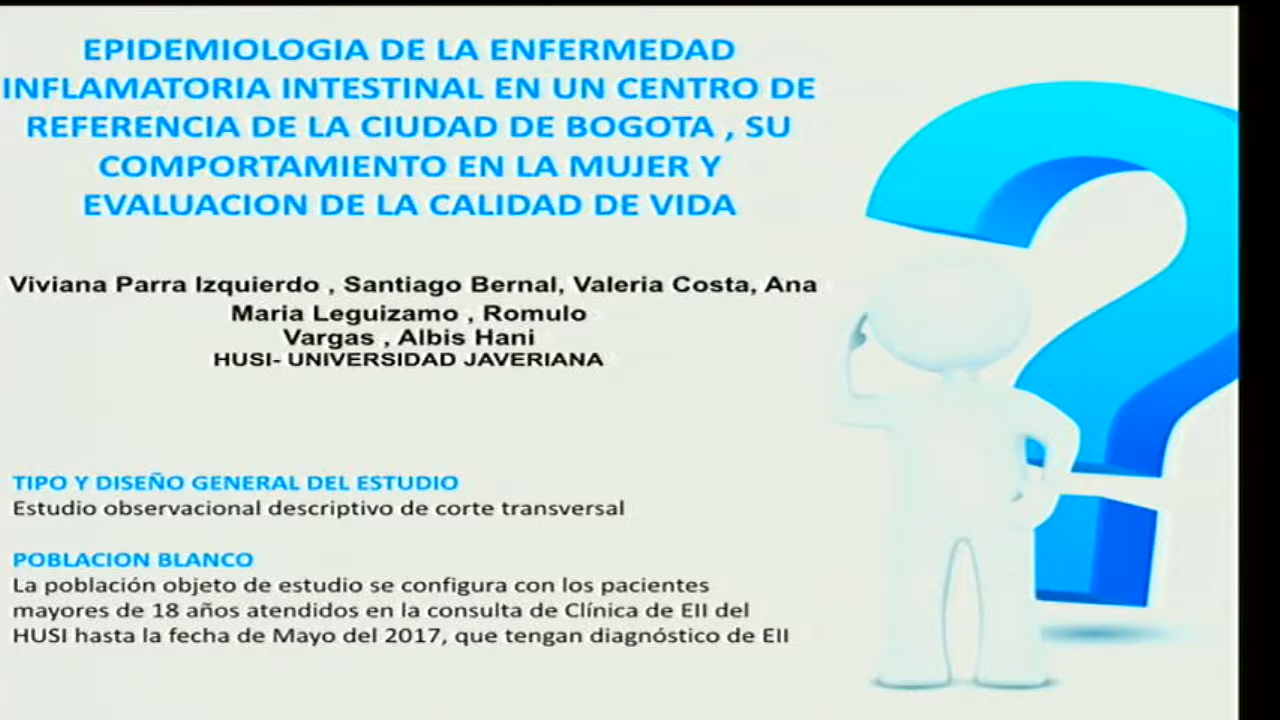 EPIDEMIOLOGIA DE LA ENFERMEDAD
INFLAMATORIA INTESTINAL EN UN CENTRO DE
REFERENCIA DE LA CIUDAD DE BOGOTA , SU
COMPORTAMIENTO EN LA MUJER Y
EVALUACION DE LA CALIDAD DE VIDA
Viviana Parra Izquierdo , Santiago Bernal, Valeria Costa, Ana
Maria Leguizamo , Romulo
Vargas , Albis Hani
HUSI- UNIVERSIDAD JAVERIANA
TIPO Y DISEÑO GENERAL DEL ESTUDIO
Estudio observacional descriptivo de corte transversal
POBLACION BLANCO
La población objeto de estudio se configura con los pacientes
mayores de 18 años atendidos en la consulta de Clínica de EII del
HUSI hasta la fecha de Mayo del 2017, que tengan diagnóstico de EII